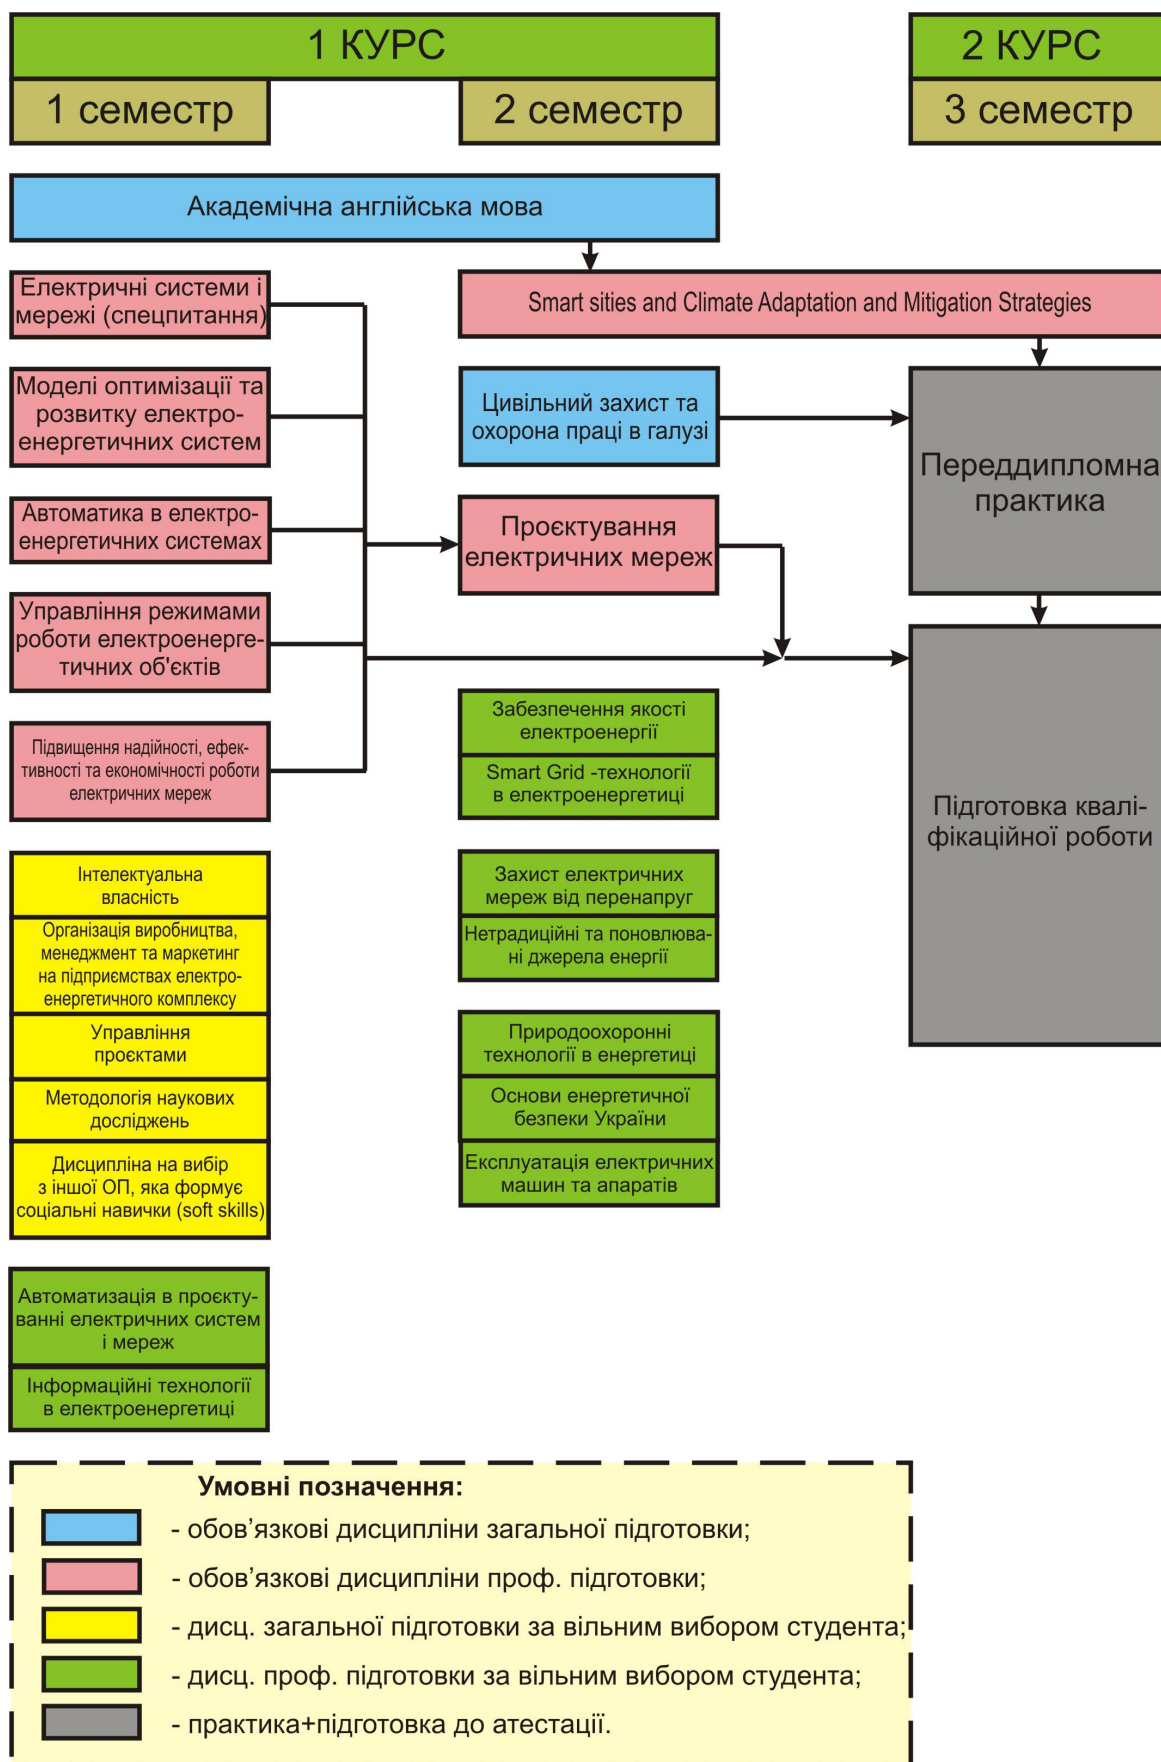 1 КУРС
2 КУРС
1 семестр
2 семестр
3 семестр
Академічна англійська мова
Електричні системи і
мережі (спецпитання)
Smart sities and Climate Adaptation and Mitigation Strategies
Моделі оптимізації та
розвитку електро-
енергетичних систем
Цивільний захист та
охорона праці в галузі
Переддипломна
практика
Автоматика в електро-
енергетичних системах
Проєктування
електричних мереж
Управління режимами
роботи електроенерге-
тичних об'єктів
Підвищення надійності, ефек-
тивності та економічності роботи
електричних мереж
Забезпечення якості
електроенергії
Smart Grid -технології
в електроенергетиці
Підготовка квалі-
фікаційної роботи
Інтелектуальна
власність
Організація виробництва,
менеджмент та маркетинг
на підприємствах електро-
енергетичного комплексу
Управління
проєктами
Методологія наукових
досліджень
Дисципліна на вибір
з іншої ОП, яка формує
соціальні навички (soft skills)
Захист електричних
мереж від перенапруг
Нетрадиційні та поновлюва-
ні джерела енергії
Природоохоронні
технології в енергетиці
Основи енергетичної
безпеки України
Експлуатація електричних
машин та апаратів
Автоматизація в проєкту-
ванні електричних систем
і мереж
Інформаційні технології
в електроенергетиці
Умовні позначення:
- обов’язкові дисципліни загальної підготовки;
- обов’язкові дисципліни проф. підготовки;
- дисц. загальної підготовки за вільним вибором студента;
- дисц. проф. підготовки за вільним вибором студента;
- практика+підготовка до атестації.